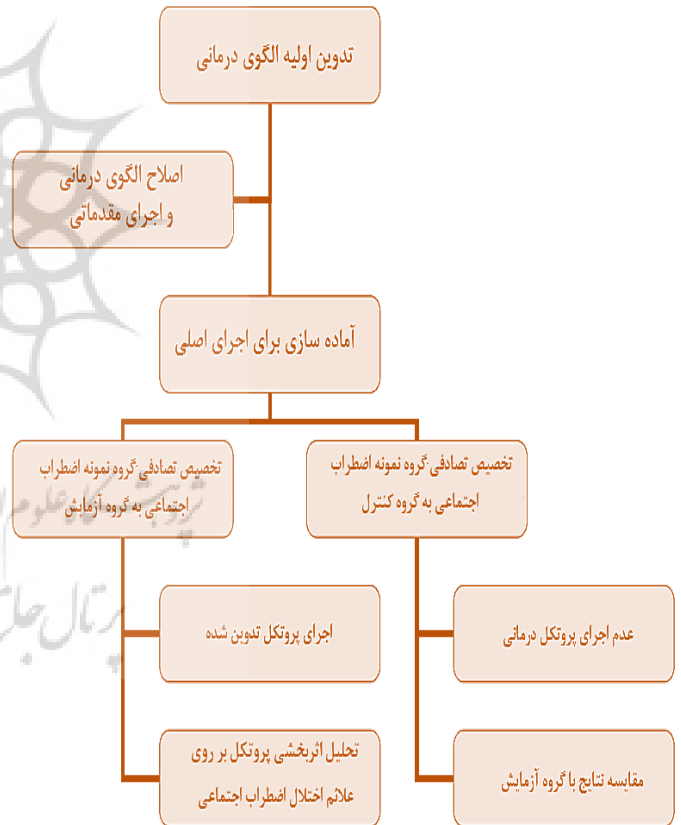 تدوین اولیه الگوی درمانی
اصلاح الگوی درمانی
و اجرای مقدماتی
آماده سازی برای اجرای اصلی
تخصیص تصادفی گروه نمونه اضطراب
اجتماعی به گروه کنترل
تخصیص تصادفی گروه نمونه اضطراب
اجتماعی به گروه آزمایش
عدم اجرای پروتکل درمانی
اجرای پروتکل تدوین شده
مقایسه نتایج با گروه آزمایش
تحلیل اثربخشی پروتکل بر روی
علائم اختلال اضطراب اجتماعی
پرتال